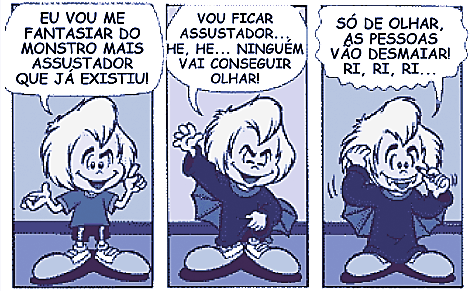 EU VOU ME
FANTASIAR DO
MONSTRO MAIS
ASSUSTADOR
QUE JÁ EXISTIU!
VOU FICAR
ASSUSTADOR...
HE, HE... NINGUÉM
VAI CONSEGUIR
OLHAR!
SÓ DE OLHAR,
AS PESSOAS
VÃO DESMAIAR!
RI, RI, RI...